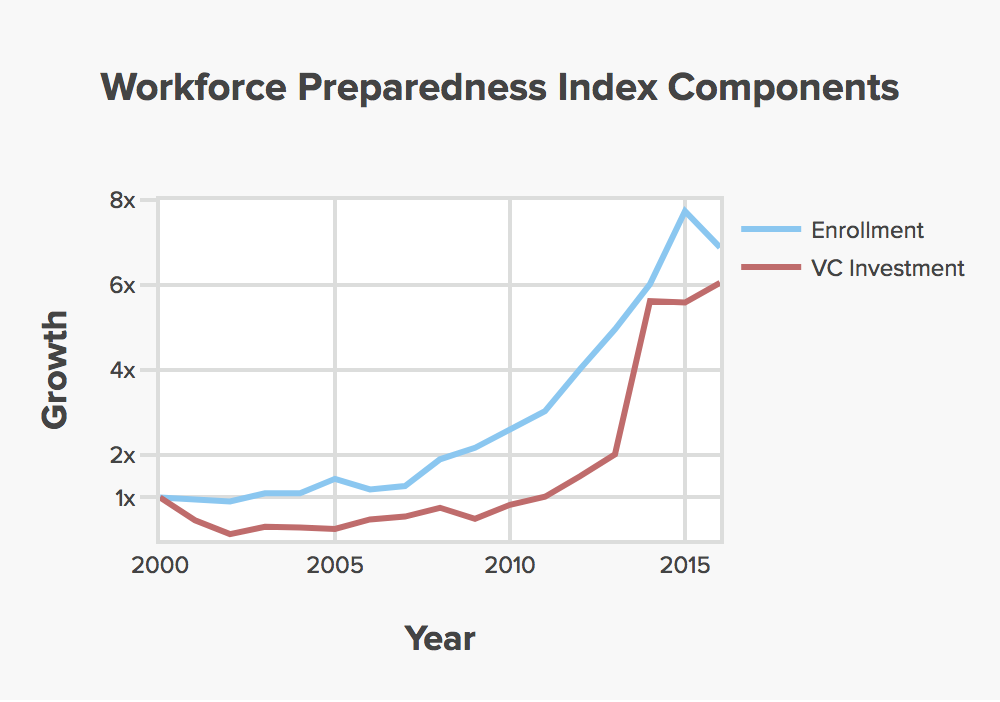 Workforce Preparedness Index Components
8x
6x
4x
2x
1x
Growth
2000
2005
2010
2015
Year
Enrollment
VC Investment